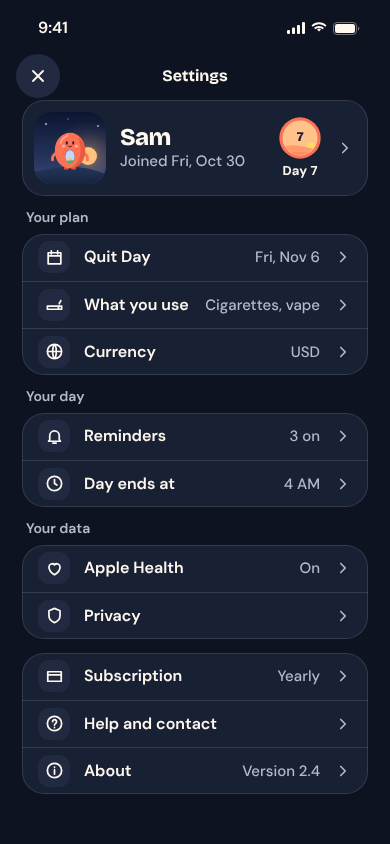 9:41
Settings
Sam
Joined Fri, Oct 30
7
Day 7
Your plan
Quit Day Fri, Nov 6
What you use Cigarettes, vape
Currency USD
Your day
Reminders 3 on
Day ends at 4 AM
Your data
Apple Health On
Privacy
Subscription Yearly
Help and contact
About Version 2.4